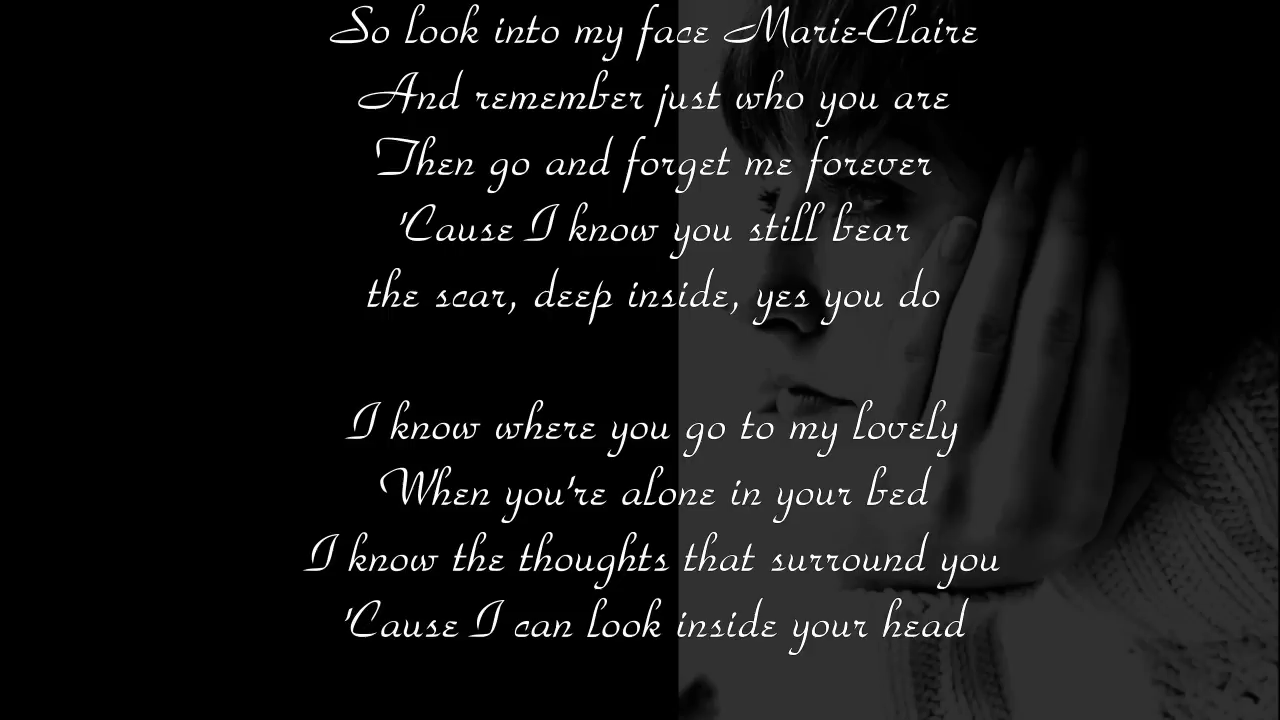 So look into my face Marie-Claire
And remember just who you are
Then go and forget me forever
'Cause I know you still bear
the scar, deep inside, yes you do
I know where you go to my lovely
When you're alone in your bed
I know the thoughts that surround you
'Cause I can look inside your head